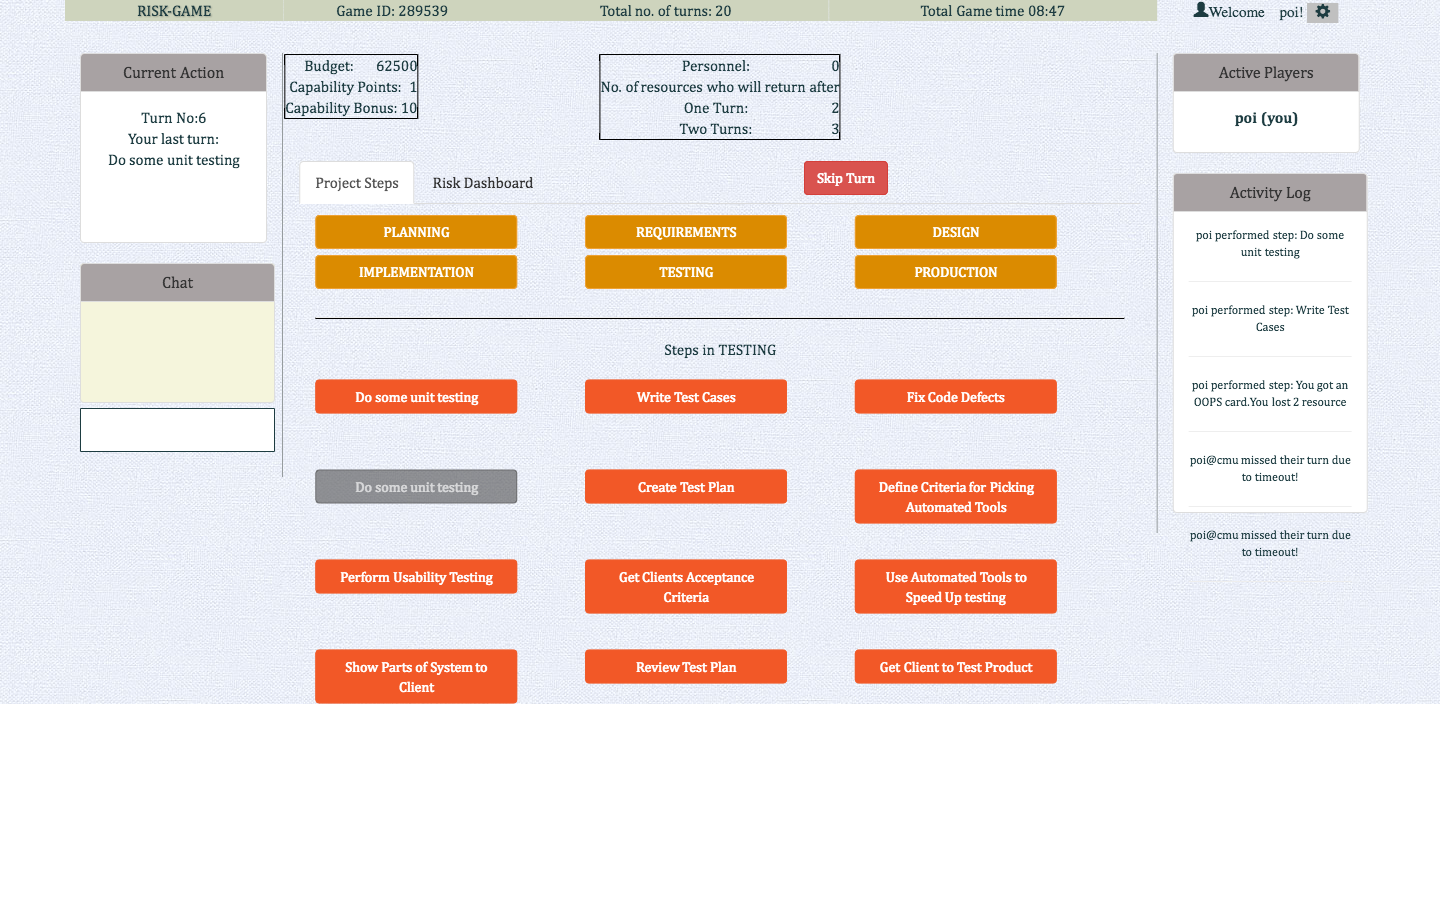 RISK-GAME
Game ID: 289539
Total no. of turns: 20
Total Game time 08:47
Welcome poi!
Current Action
Turn No:6
Your last turn:
Do some unit testing
Chat
Budget: 62500
Capability Points: 1
Capability Bonus: 10
Personnel: 0
No. of resources who will return after
One Turn: 2
Two Turns: 3
Project Steps
Risk Dashboard
Skip Turn
PLANNING
REQUIREMENTS
DESIGN
IMPLEMENTATION
TESTING
PRODUCTION
Steps in TESTING
Do some unit testing
Write Test Cases
Fix Code Defects
Do some unit testing
Create Test Plan
Define Criteria for Picking
Automated Tools
Perform Usability Testing
Get Clients Acceptance
Criteria
Use Automated Tools to
Speed Up testing
Show Parts of System to
Client
Review Test Plan
Get Client to Test Product
Active Players
poi (you)
Activity Log
poi performed step: Do some
unit testing
poi performed step: Write Test
Cases
poi performed step: You got an
OOPS card.You lost 2 resource
poi@cmu missed their turn due
to timeout!
poi@cmu missed their turn due
to timeout!